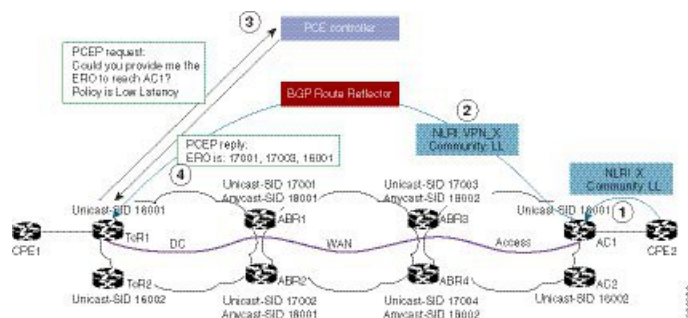 3
PCE controller
PCEP request:
Could you provide me the
ERO to reach AC1?
Policy is Low Latency
BGP Route Reflector
2
NLRI: VPN_X
Community: LL
PCEP reply:
ERO is: 17001, 17003, 16001
4
NLRI: X
Community: LL
1
Unicast-SID 16001
Unicast-SID 17001
Anycast-SID 18001
Unicast-SID 17003
Anycast-SID 18002
Unicast-SID 16001
CPE1
ToR1
DC
ABR1
WAN
ABR3
Access
AC1
CPE2
ToR2
ABR2
ABR4
AC2
Unicast-SID 16002
Unicast-SID 17002
Anycast-SID 18001
Unicast-SID 17004
Anycast-SID 18002
Unicast-SID 16002